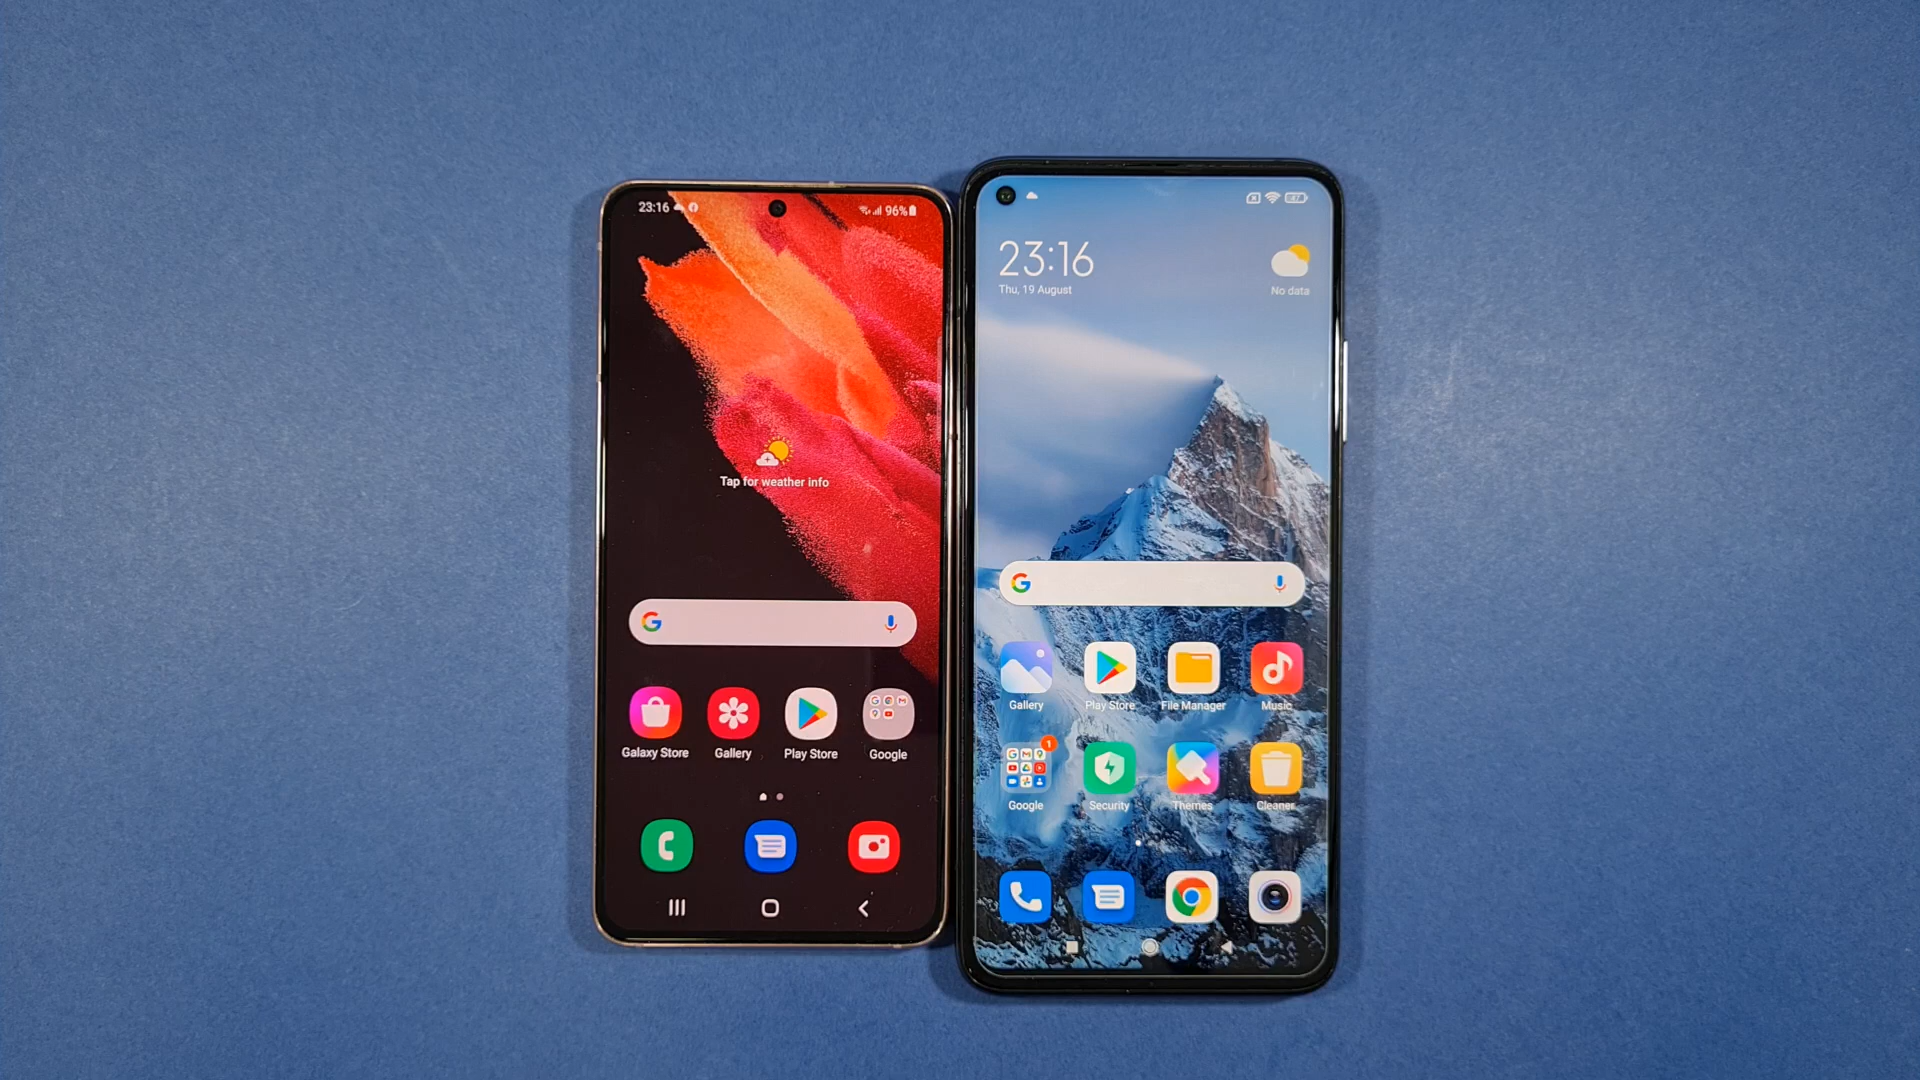 23:16
96%
Tap for weather info
Galaxy Store
Gallery
Play Store
Google
23:16
Thu, 19 August
No data
Gallery
Play Store
File Manager
Music
1
Google
Security
Themes
Cleaner